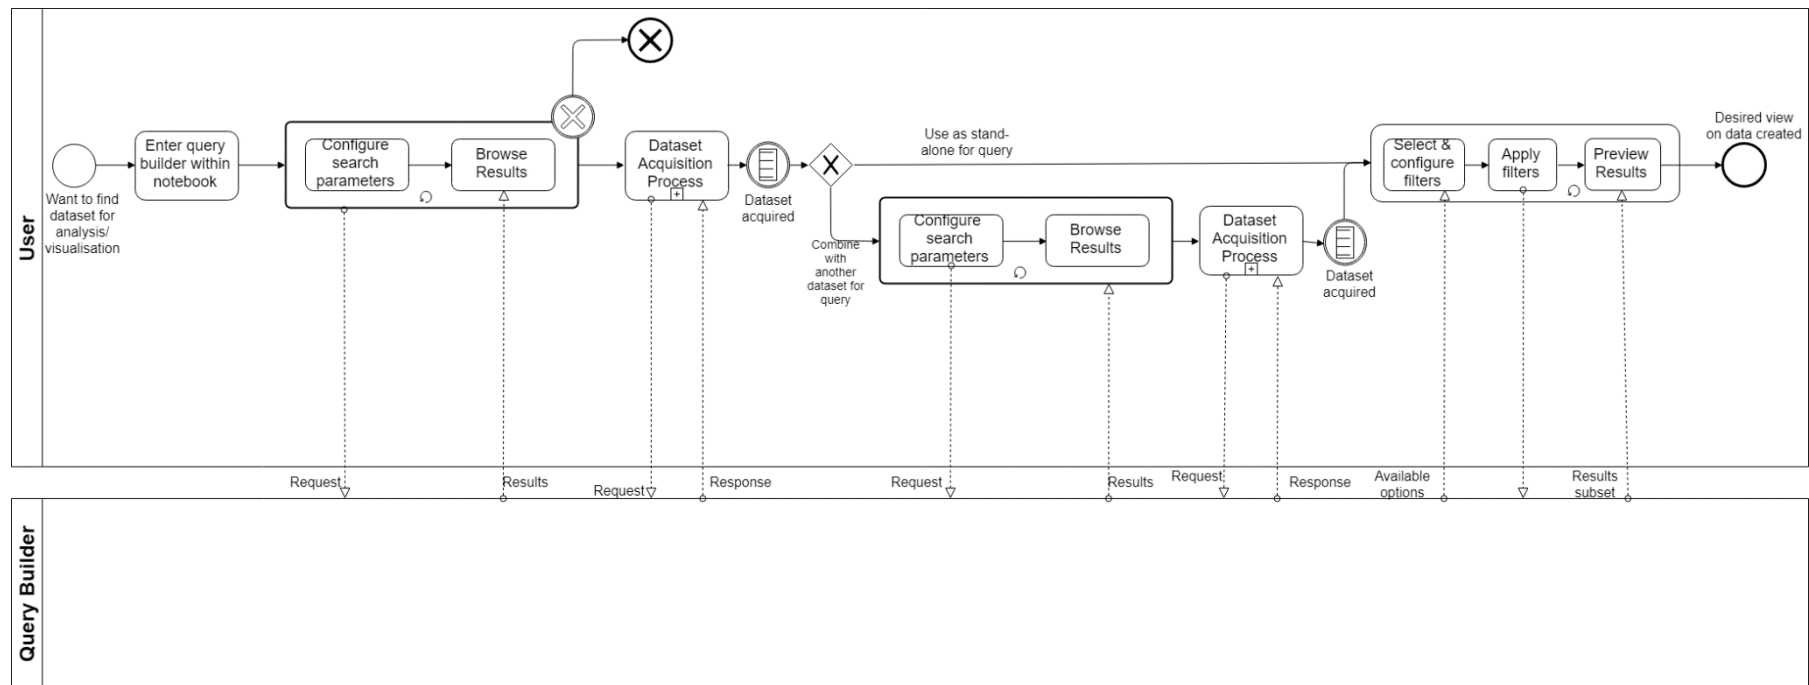 User
Want to find
dataset for
analysis/
visualisation
Enter query
builder within
notebook
Configure
search
parameters
Browse
Results
Dataset
Acquisition
Process
Dataset
acquired
Use as stand-
alone for query
Combine
with
another
dataset for
query
Configure
search
parameters
Browse
Results
Dataset
Acquisition
Process
Dataset
acquired
Select &
configure
filters
Apply
filters
Preview
Results
Desired view
on data created
Request
Results
Request
Response
Request
Results
Request
Response
Available
options
Results
subset
Query Builder